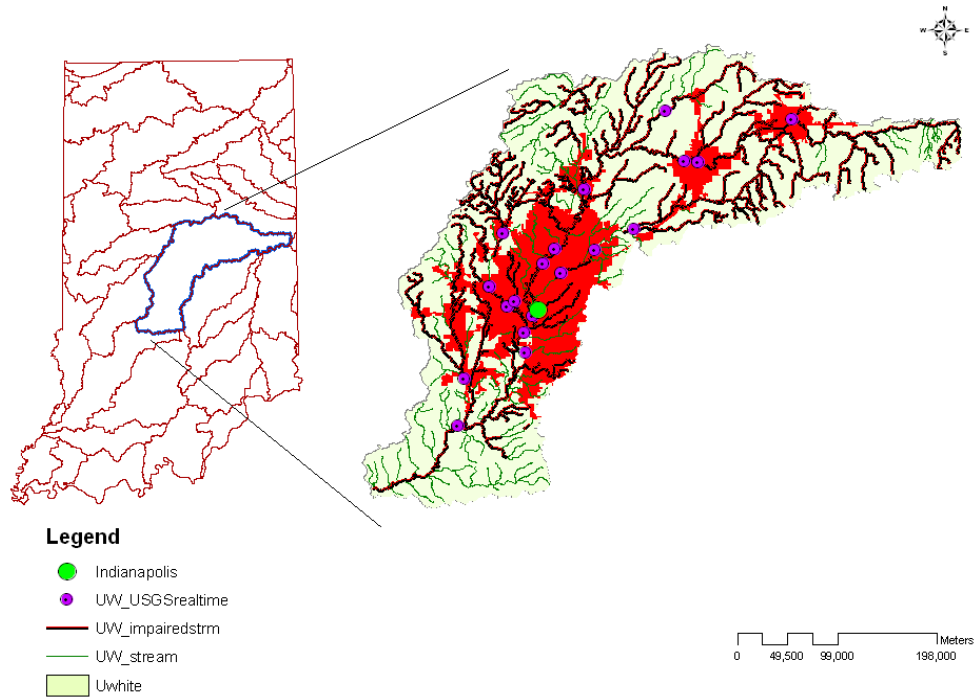 N
W E
S
Legend
Indianapolis
UW_USGSrealtime
UW_impairedstrm
UW_stream
Uwhite
Meters
0 49,500 99,000 198,000